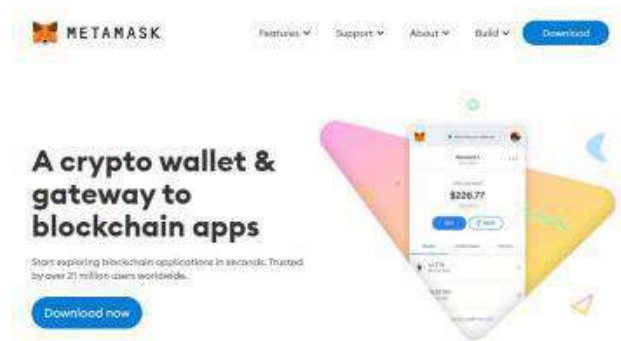 METAMASK
Features Support About Build Download
A crypto wallet &
gateway to
blockchain apps
Start exploring blockchain applications in seconds. Trusted
by over 21 million users worldwide.
Download now
$226.77